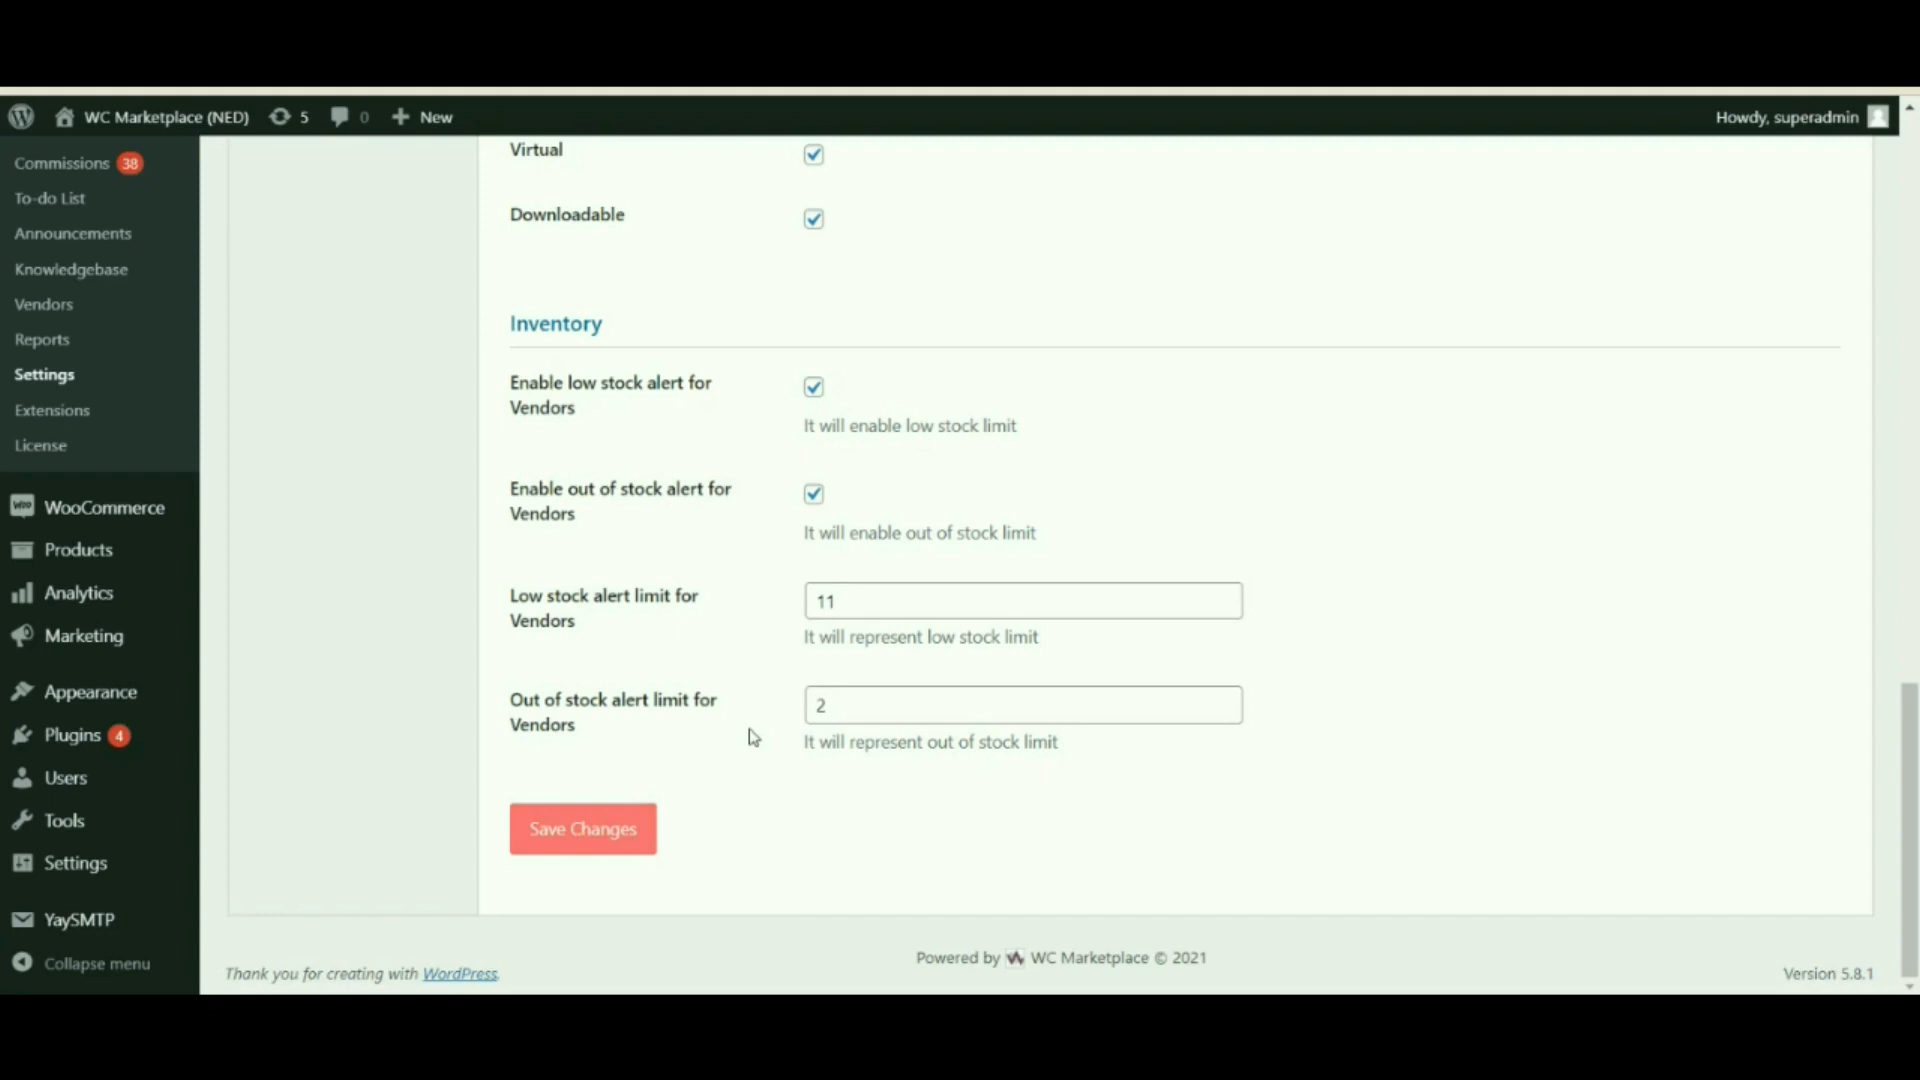 WC Marketplace (NED) 5 0 New Howdy, superadmin
Commissions 38
To-do List
Announcements
Knowledgebase
Vendors
Reports
Settings
Extensions
License
WooCommerce
Products
Analytics
Marketing
Appearance
Plugins 4
Users
Tools
Settings
YaySMTP
Collapse menu
Virtual
Downloadable
Inventory
Enable low stock alert for
Vendors
It will enable low stock limit
Enable out of stock alert for
Vendors
It will enable out of stock limit
Low stock alert limit for
Vendors
11
It will represent low stock limit
Out of stock alert limit for
Vendors
2
It will represent out of stock limit
Save Changes
Powered by WC Marketplace © 2021
Thank you for creating with WordPress.
Version 5.8.1